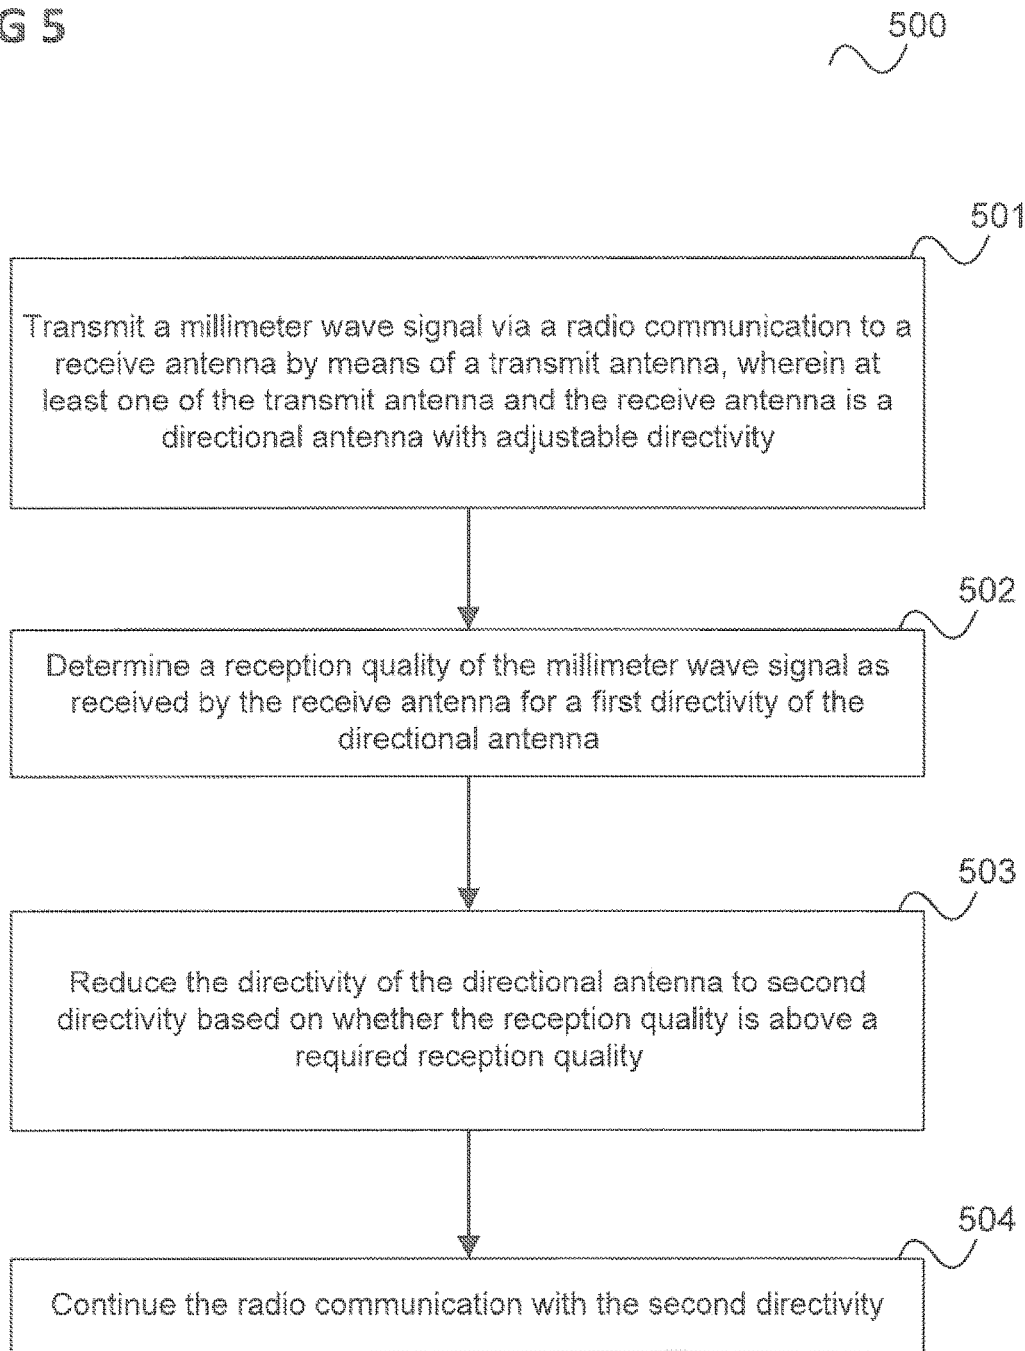 G 5
500
501
Transmit a millimeter wave signal via a radio communication to a
receive antenna by means of a transmit antenna, wherein at
least one of the transmit antenna and the receive antenna is a
directional antenna with adjustable directivity
502
Determine a reception quality of the millimeter wave signal as
received by the receive antenna for a first directivity of the
directional antenna
503
Reduce the directivity of the directional antenna to second
directivity based on whether the reception quality is above a
required reception quality
504
Continue the radio communication with the second directivity